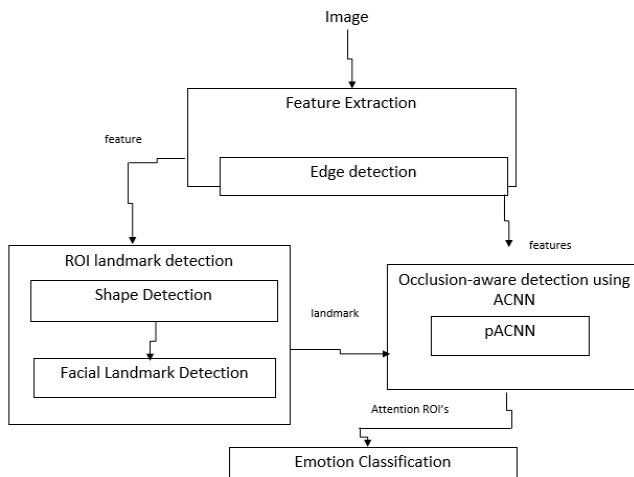 Image
Feature Extraction
feature
Edge detection
features
ROI landmark detection
Shape Detection
Facial Landmark Detection
landmark
Occlusion-aware detection using
ACNN
pACNN
Attention ROI's
Emotion Classification